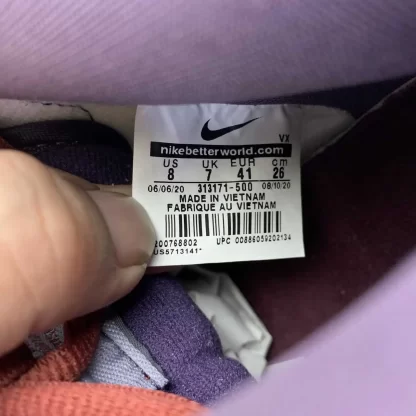 VX
nikebetterworld.com
US UK EUR cm
8 7 41 26
06/06/20 313171-500 08/10/20
MADE IN VIETNAM
FABRIQUE AU VIETNAM
200768802 UPC 00886059202134
US5713141*